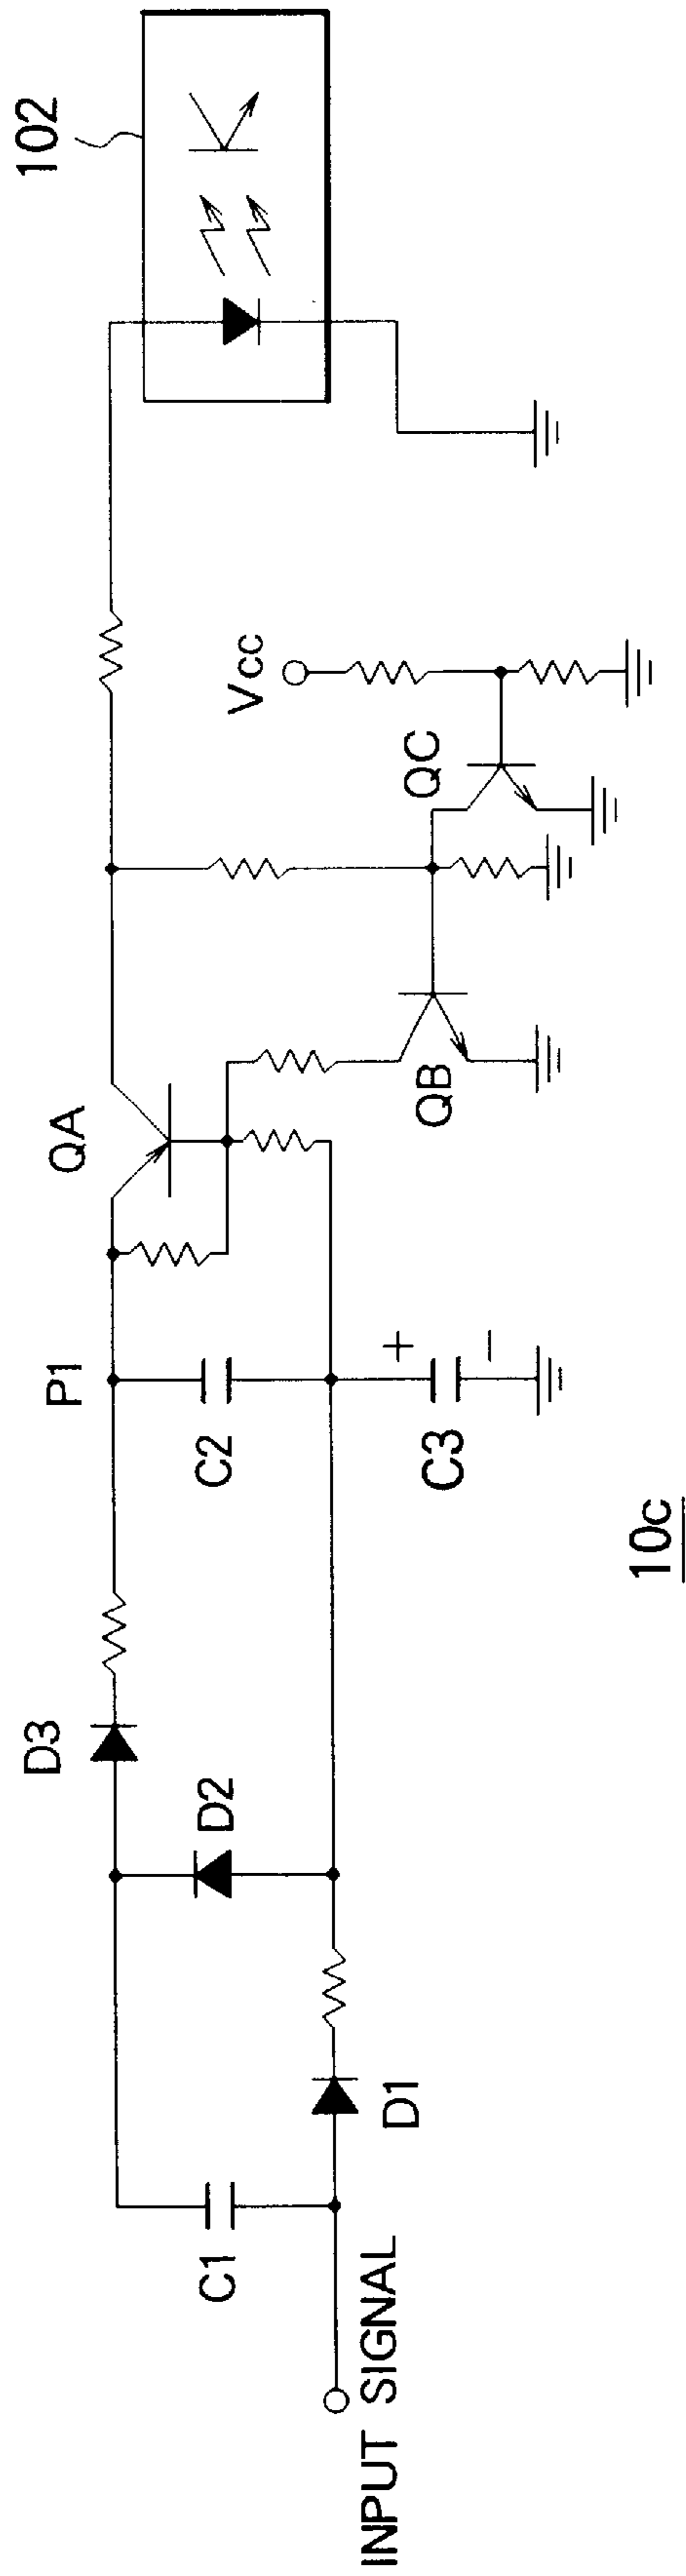 INPUT SIGNAL
C1
D1
D2
D3
C2
C3
+
−
P1
QA
QB
QC
Vcc
102
10c